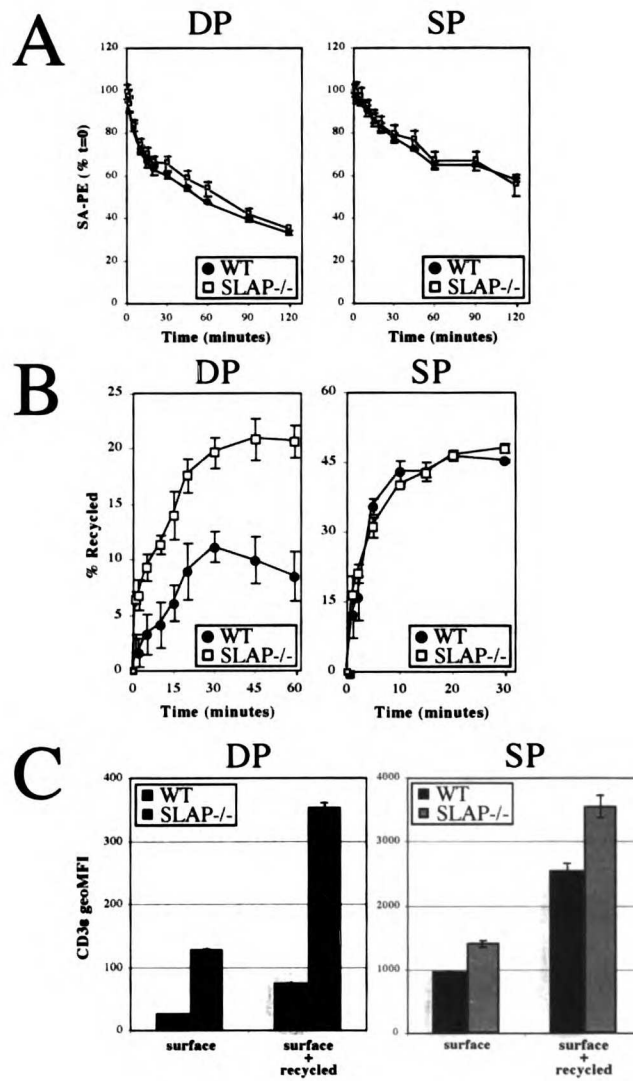 A
DP
SP
SA-PE (% t=0)
120
100
80
60
40
20
0
WT
SLAP-/-
0 30 60 90 120
Time (minutes)
120
100
80
60
40
20
0
WT
SLAP-/-
0 30 60 90 120
Time (minutes)
B
DP
SP
% Recycled
25
20
15
10
5
0
WT
SLAP-/-
0 15 30 45 60
Time (minutes)
60
45
30
15
0
WT
SLAP-/-
0 10 20 30
Time (minutes)
C
DP
SP
CD3ε geoMFI
400
300
200
100
0
WT
SLAP-/-
surface
surface
+
recycled
4000
3000
2000
1000
0
WT
SLAP-/-
surface
surface
+
recycled